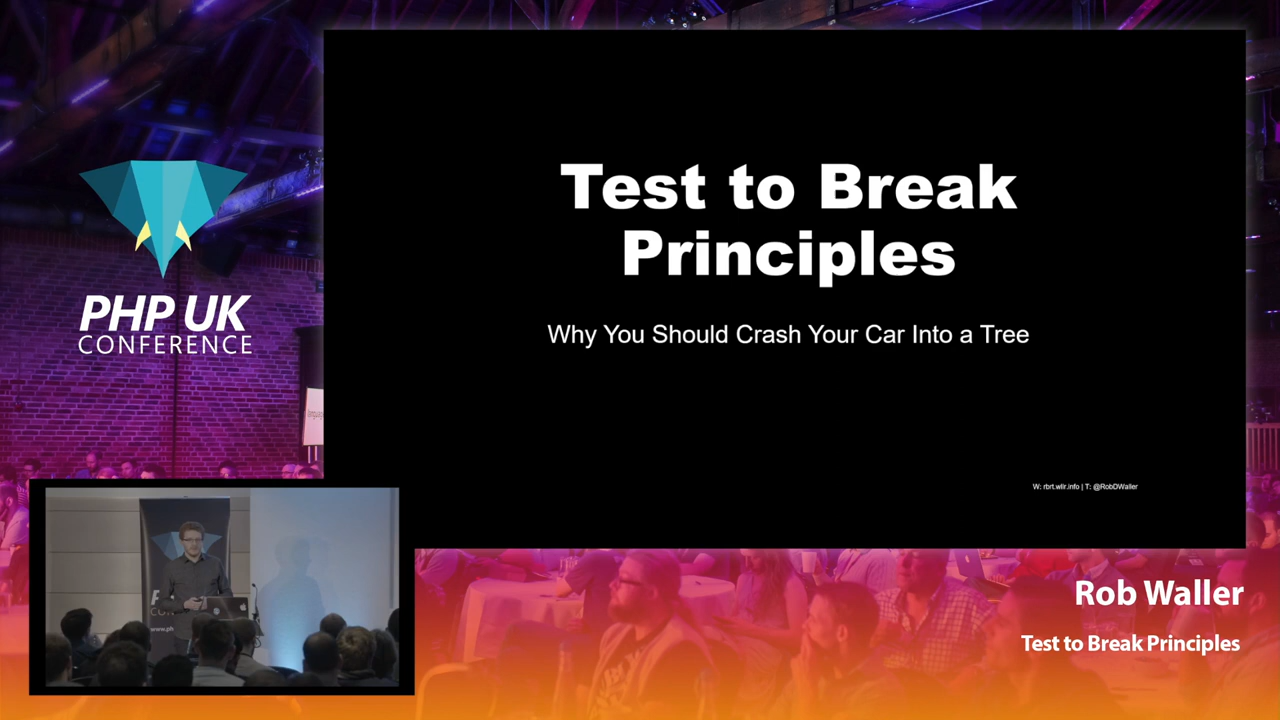 Test to Break
Principles
Why You Should Crash Your Car Into a Tree
W: rbrt.wllr.info | T: @RobDWaller
PHP UK
CONFERENCE
Rob Waller
Test to Break Principles